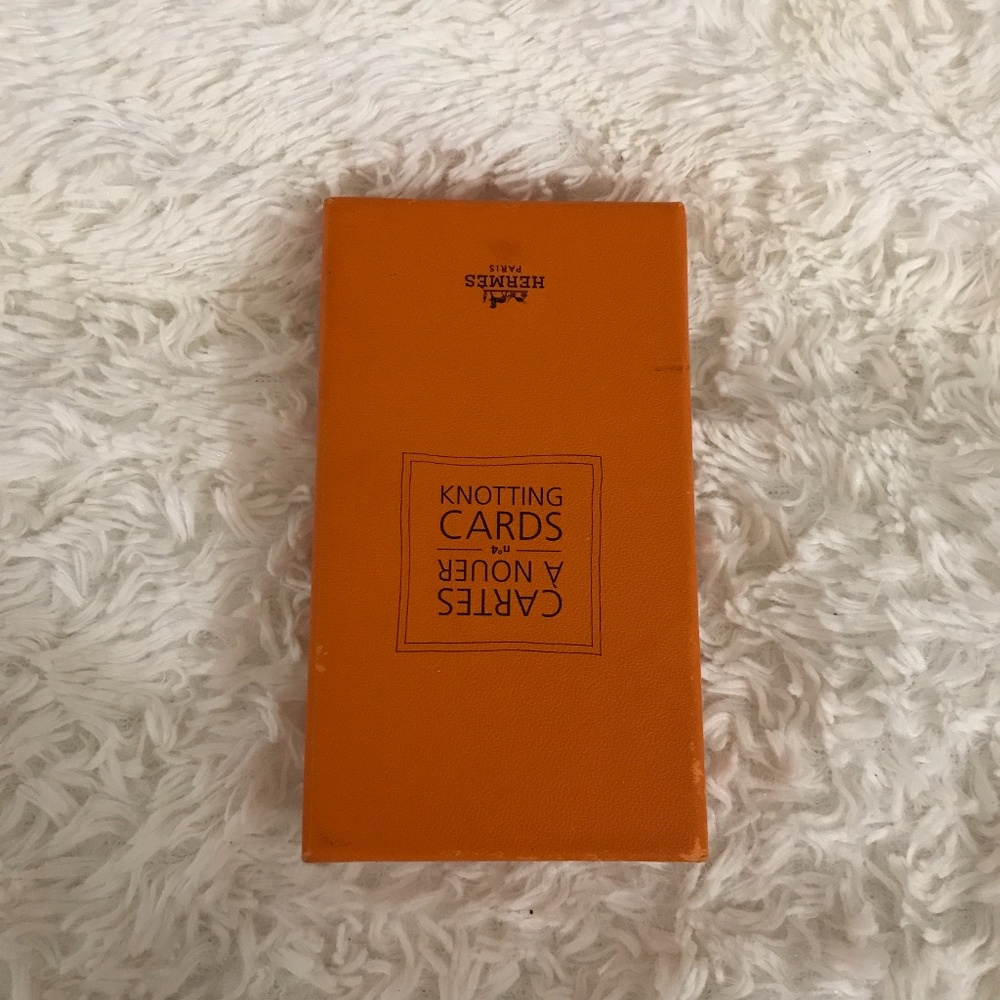 HERMÈS
PARIS
KNOTTING
CARDS
n°4
CARTES
À NOUER